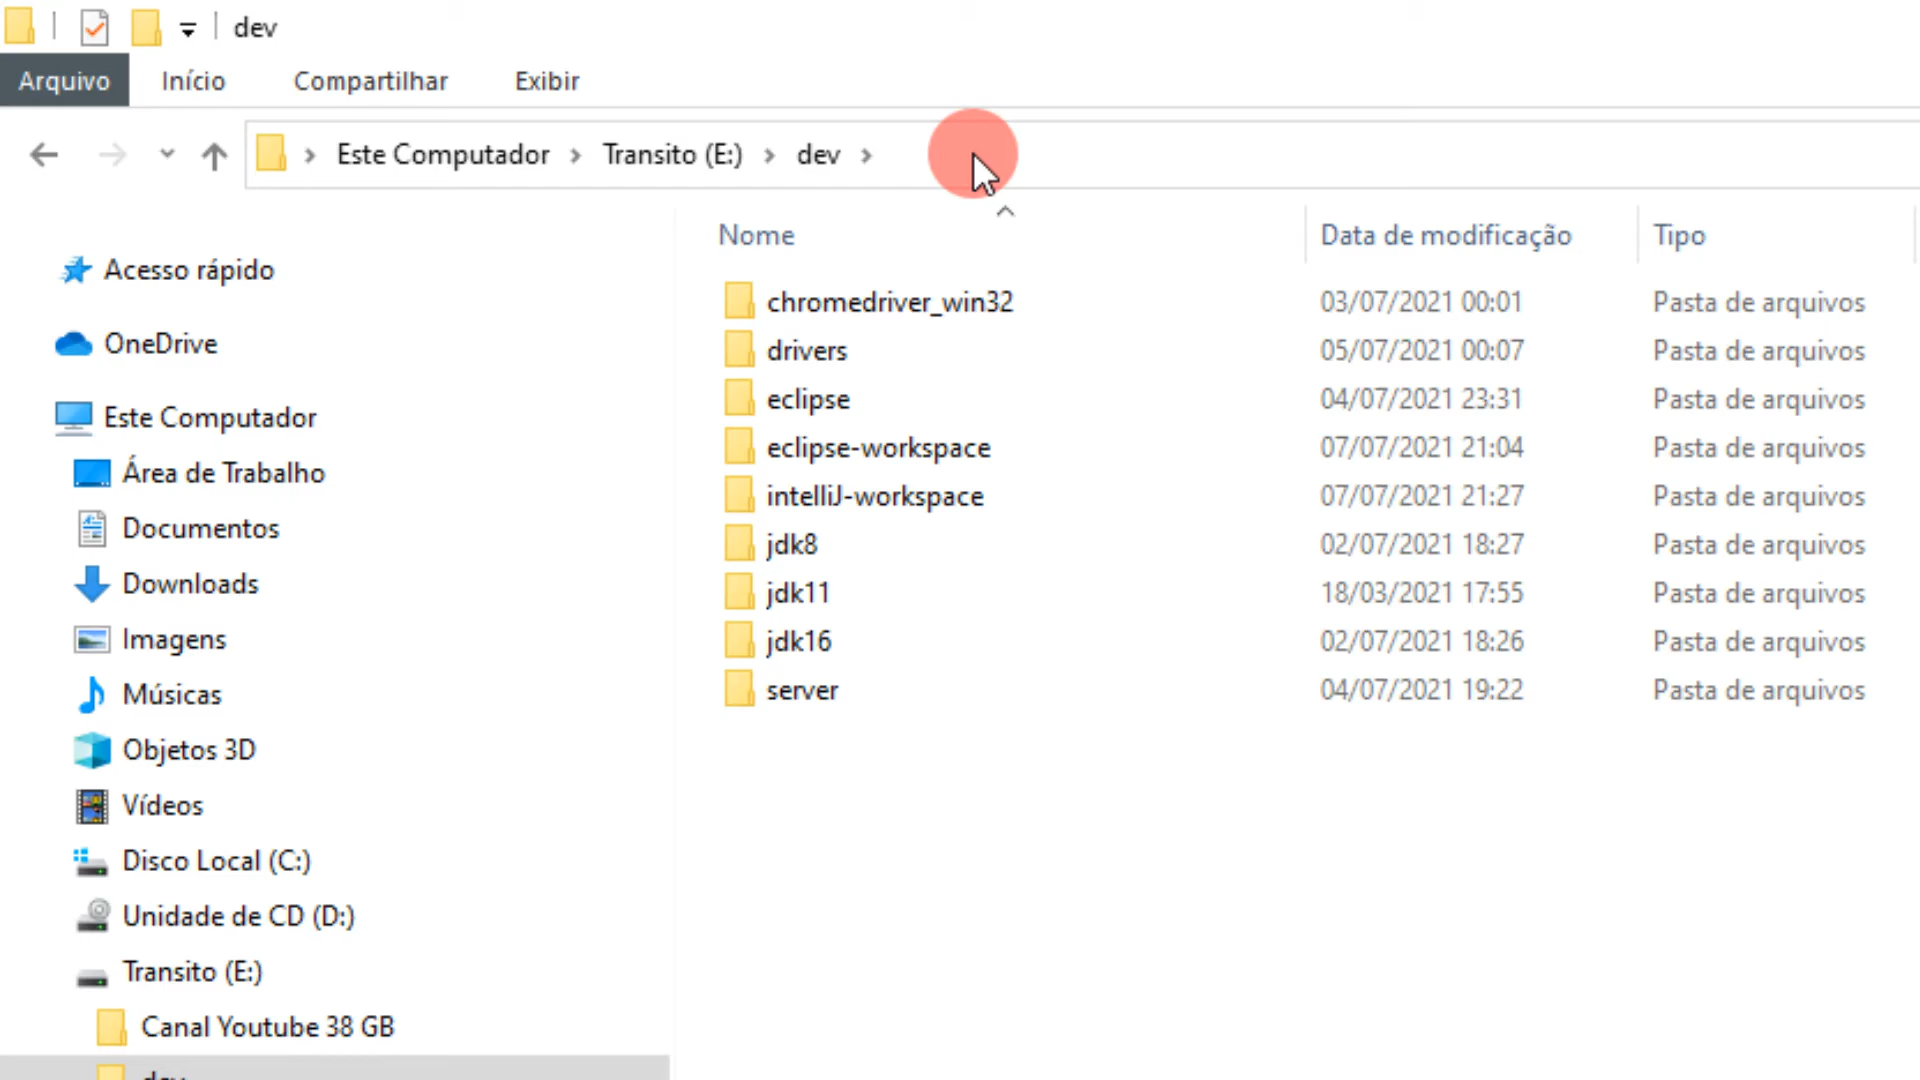 dev
Arquivo Início Compartilhar Exibir
Este Computador Transito (E:) dev
Nome Data de modificação Tipo
Acesso rápido
OneDrive
Este Computador
Área de Trabalho
Documentos
Downloads
Imagens
Músicas
Objetos 3D
Vídeos
Disco Local (C:)
Unidade de CD (D:)
Transito (E:)
Canal Youtube 38 GB
dev
chromedriver_win32 03/07/2021 00:01 Pasta de arquivos
drivers 05/07/2021 00:07 Pasta de arquivos
eclipse 04/07/2021 23:31 Pasta de arquivos
eclipse-workspace 07/07/2021 21:04 Pasta de arquivos
intelliJ-workspace 07/07/2021 21:27 Pasta de arquivos
jdk8 02/07/2021 18:27 Pasta de arquivos
jdk11 18/03/2021 17:55 Pasta de arquivos
jdk16 02/07/2021 18:26 Pasta de arquivos
server 04/07/2021 19:22 Pasta de arquivos